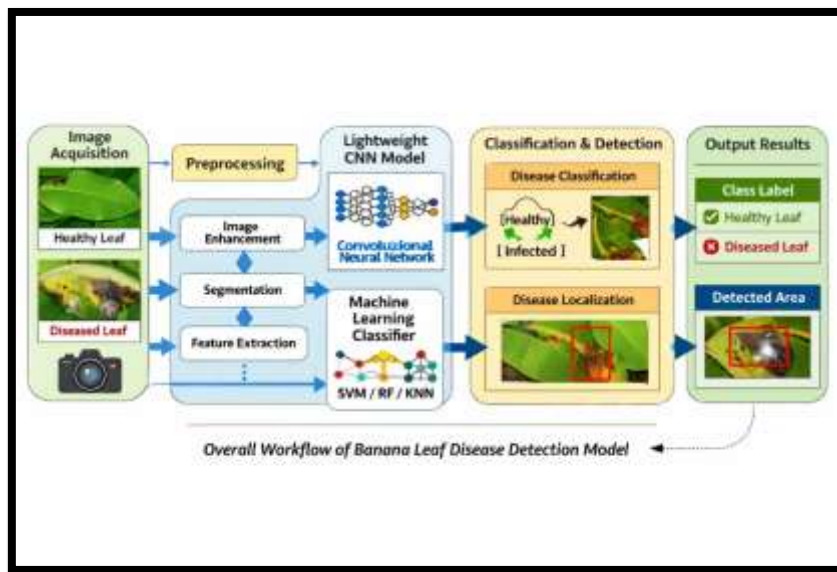 Image
Acquisition
Healthy Leaf
Diseased Leaf
Preprocessing
Image
Enhancement
Segmentation
Feature Extraction
Lightweight
CNN Model
Convoluzional
Neural Network
Machine
Learning
Classifier
SVM / RF / KNN
Classification & Detection
Disease Classification
[Healthy]
[ Infected ]
Disease Localization
Output Results
Class Label
Healthy Leaf
Diseased Leaf
Detected Area
Overall Workflow of Banana Leaf Disease Detection Model